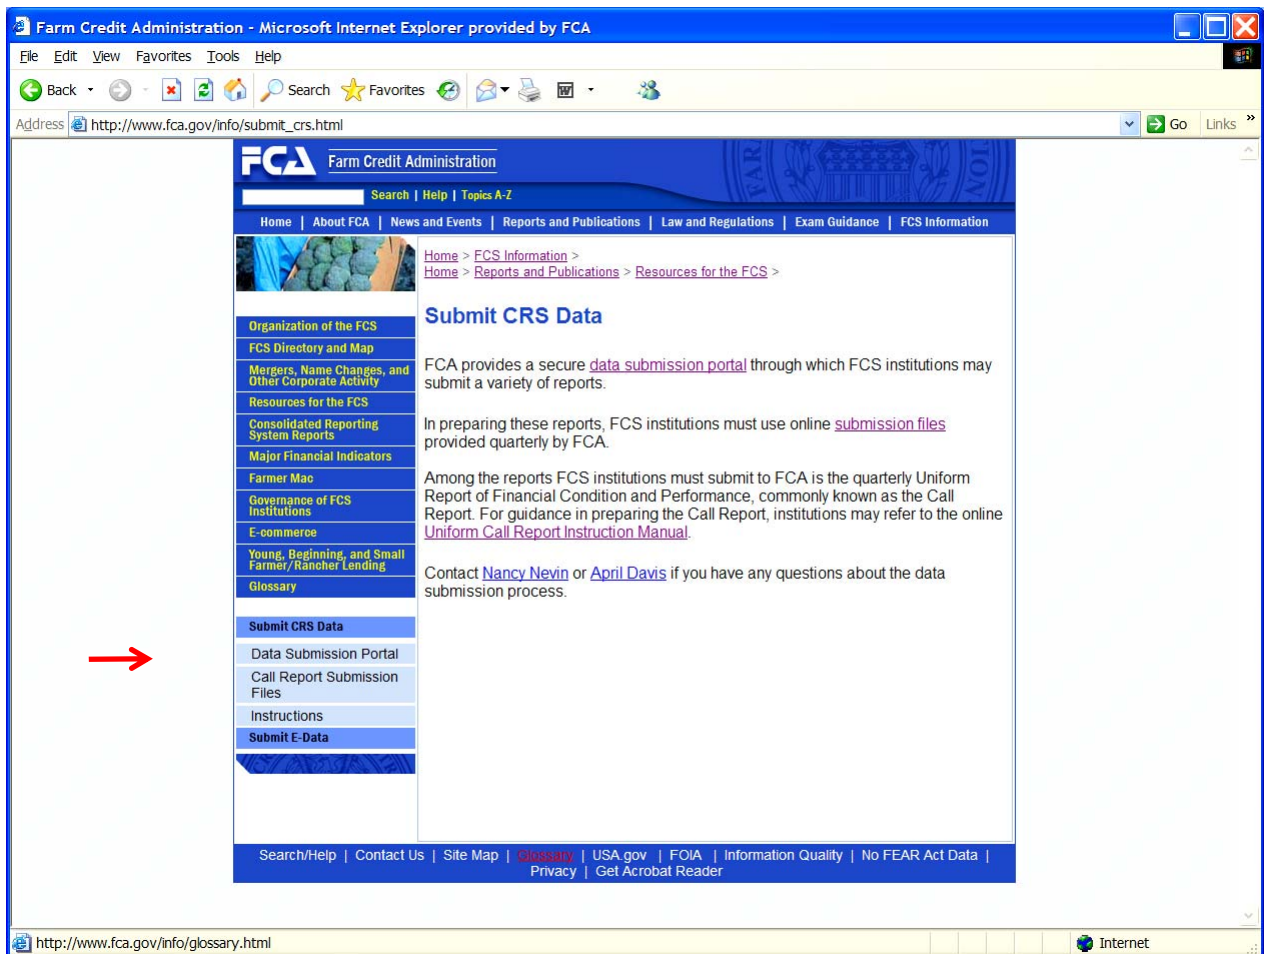 Farm Credit Administration - Microsoft Internet Explorer provided by FCA
File Edit View Favorites Tools Help
Back Search Favorites
Address http://www.fca.gov/info/submit_crs.html Go Links »
FCA Farm Credit Administration
Search | Help | Topics A-Z
Home | About FCA | News and Events | Reports and Publications | Law and Regulations | Exam Guidance | FCS Information
Home > FCS Information >
Home > Reports and Publications > Resources for the FCS >
Organization of the FCS
FCS Directory and Map
Mergers, Name Changes, and
Other Corporate Activity
Resources for the FCS
Consolidated Reporting
System Reports
Major Financial Indicators
Farmer Mac
Governance of FCS
Institutions
E-commerce
Young, Beginning, and Small
Farmer/Rancher Lending
Glossary
Submit CRS Data
Data Submission Portal
Call Report Submission
Files
Instructions
Submit E-Data
Submit CRS Data
FCA provides a secure data submission portal through which FCS institutions may
submit a variety of reports.
In preparing these reports, FCS institutions must use online submission files
provided quarterly by FCA.
Among the reports FCS institutions must submit to FCA is the quarterly Uniform
Report of Financial Condition and Performance, commonly known as the Call
Report. For guidance in preparing the Call Report, institutions may refer to the online
Uniform Call Report Instruction Manual.
Contact Nancy Nevin or April Davis if you have any questions about the data
submission process.
Search/Help | Contact Us | Site Map | Glossary | USA.gov | FOIA | Information Quality | No FEAR Act Data |
Privacy | Get Acrobat Reader
http://www.fca.gov/info/glossary.html Internet